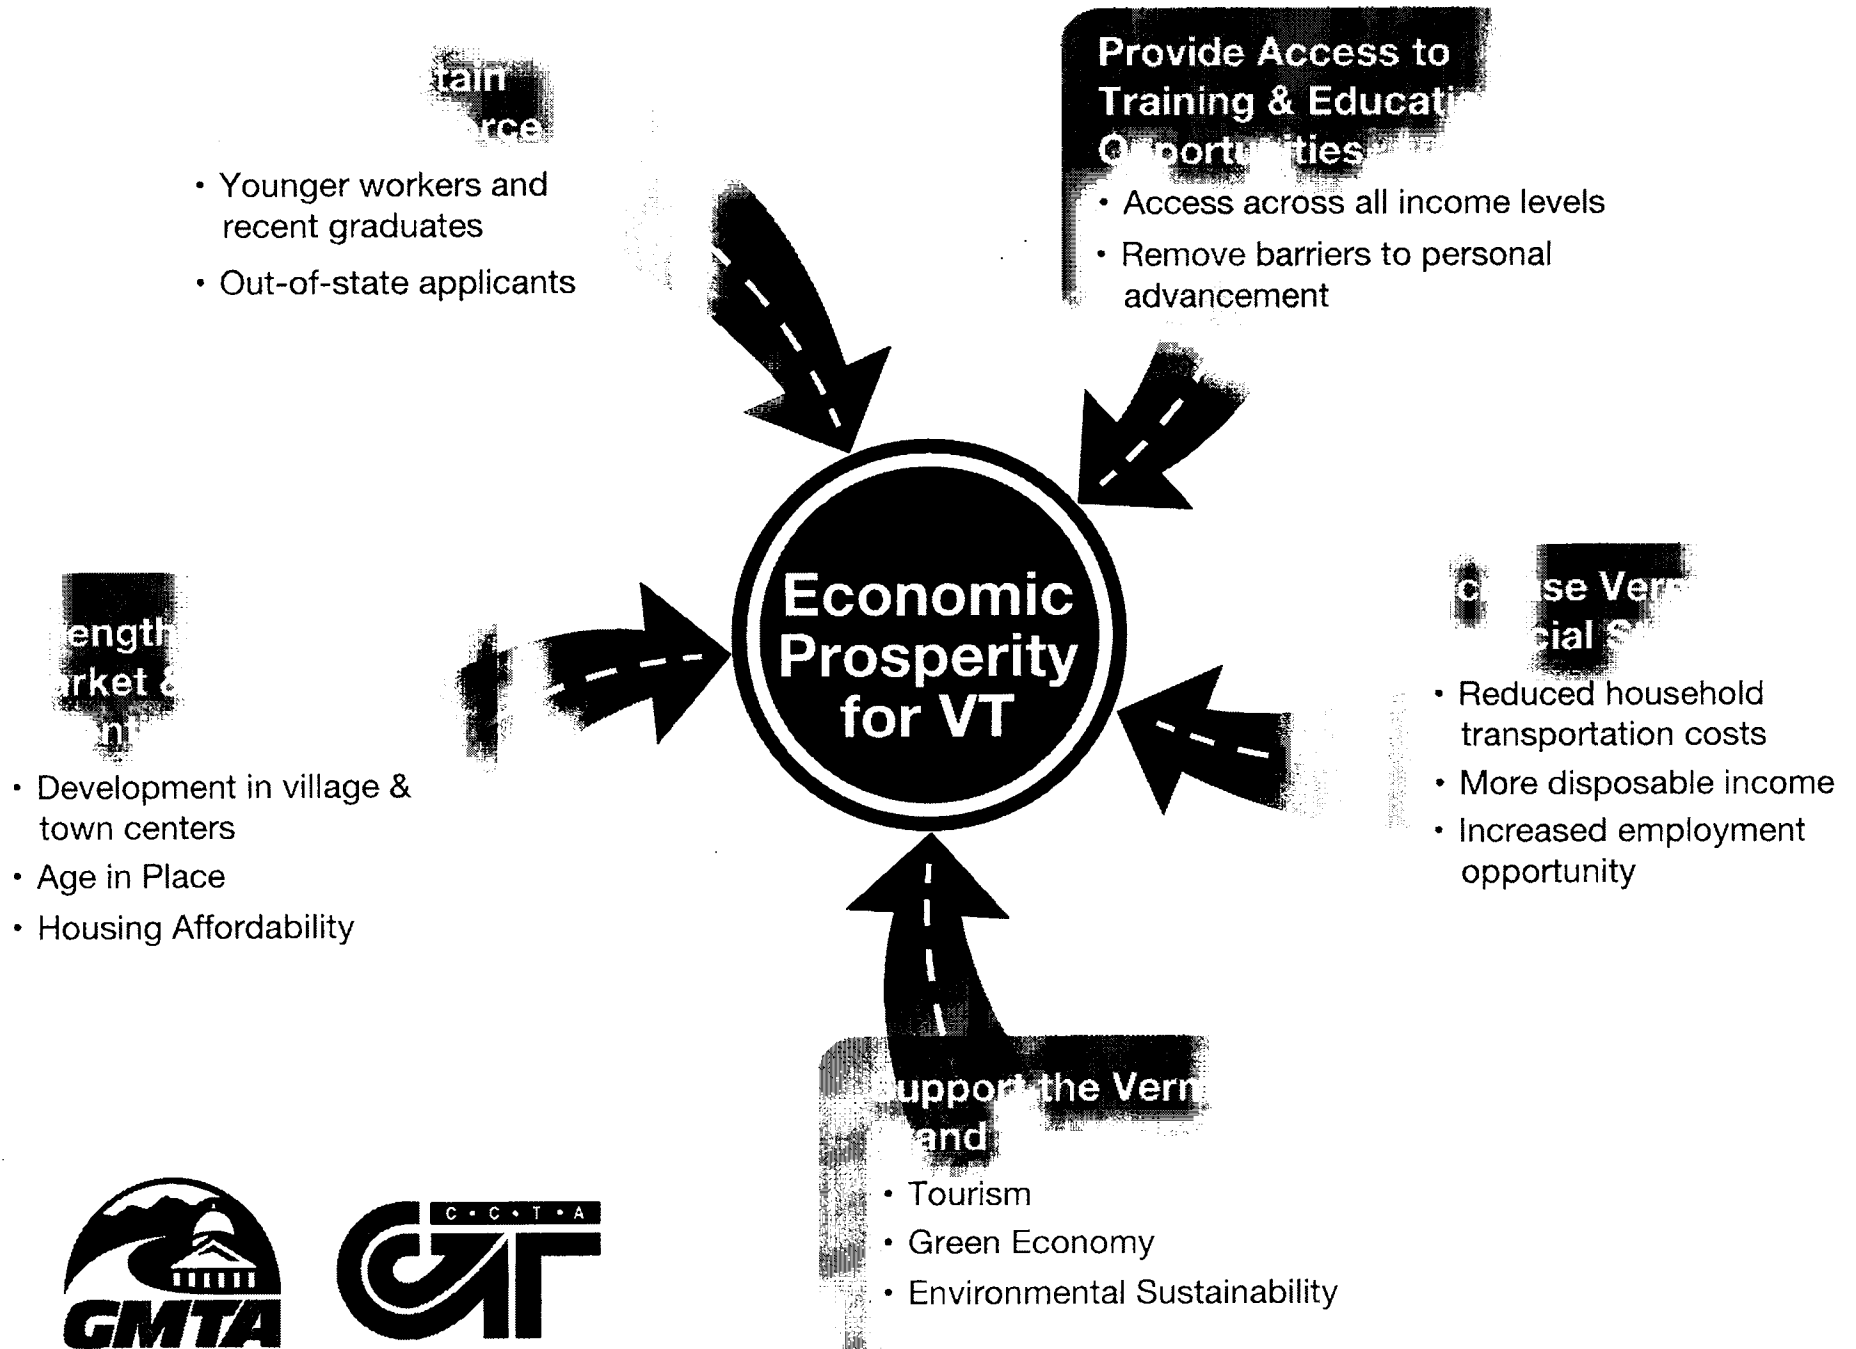 Younger workers and
recent graduates
• Out-of-state applicants
Provide Access to
Training &
• Access across all income levels
• Remove barriers to personal
advancement
Economic
Prosperity
for VT
• Development in village &
town centers
• Age in Place
• Housing Affordability
• Reduced household
transportation costs
• More disposable income
• Increased employment
opportunity
the
• Tourism
• Green Economy
• Environmental Sustainability
GMTA
C•C•T•A